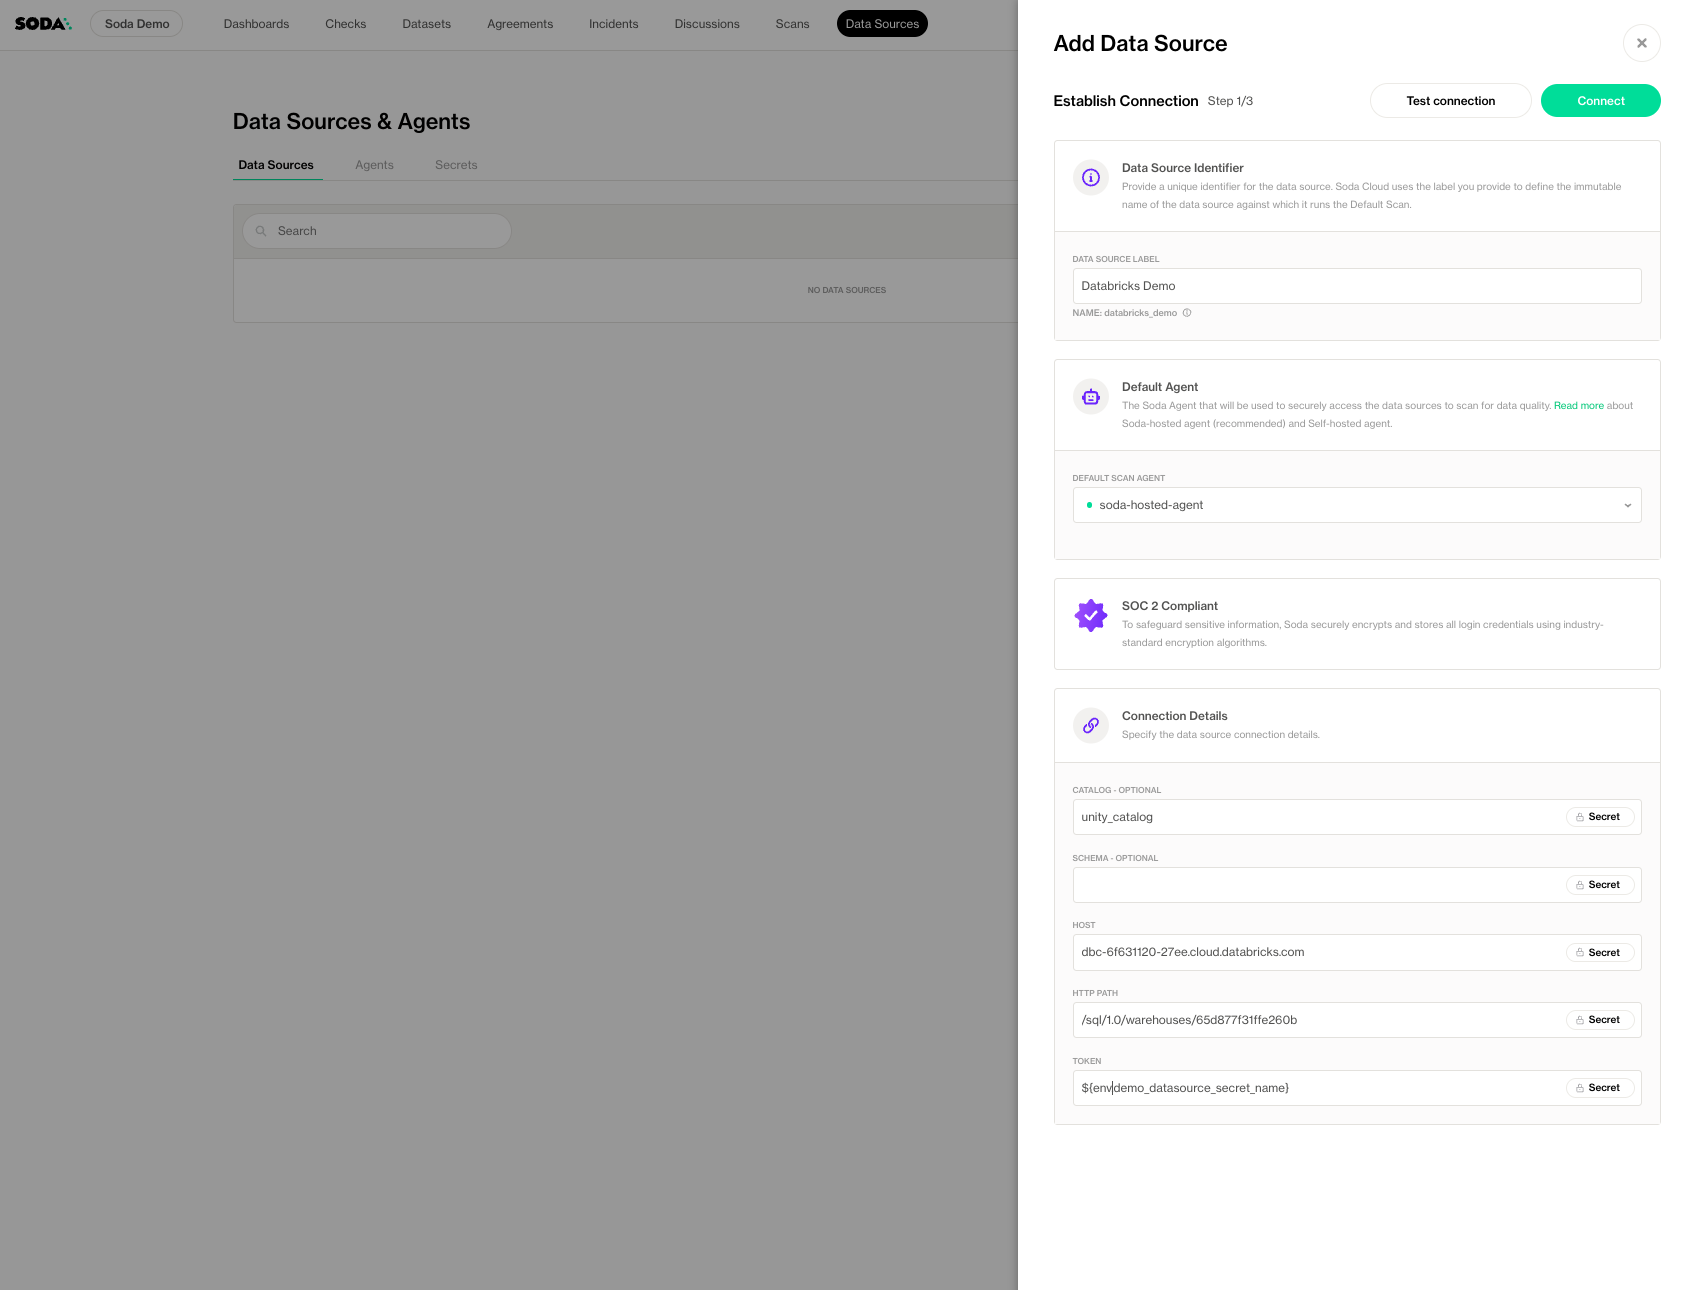 SODA
Soda Demo
Dashboards
Checks
Datasets
Agreements
Incidents
Discussions
Scans
Data Sources
Data Sources & Agents
Data Sources
Agents
Secrets
Search
NO DATA SOURCES
Add Data Source
Establish Connection Step 1/3
Test connection
Connect
Data Source Identifier
Provide a unique identifier for the data source. Soda Cloud uses the label you provide to define the immutable
name of the data source against which it runs the Default Scan.
DATA SOURCE LABEL
Databricks Demo
NAME: databricks_demo
Default Agent
The Soda Agent that will be used to securely access the data sources to scan for data quality. Read more about
Soda-hosted agent (recommended) and Self-hosted agent.
DEFAULT SCAN AGENT
soda-hosted-agent
SOC 2 Compliant
To safeguard sensitive information, Soda securely encrypts and stores all login credentials using industry-
standard encryption algorithms.
Connection Details
Specify the data source connection details.
CATALOG - OPTIONAL
unity_catalog
Secret
SCHEMA - OPTIONAL
Secret
HOST
dbc-6f631120-27ee.cloud.databricks.com
Secret
HTTP PATH
/sql/1.0/warehouses/65d877f31ffe260b
Secret
TOKEN
${envdemo_datasource_secret_name}
Secret